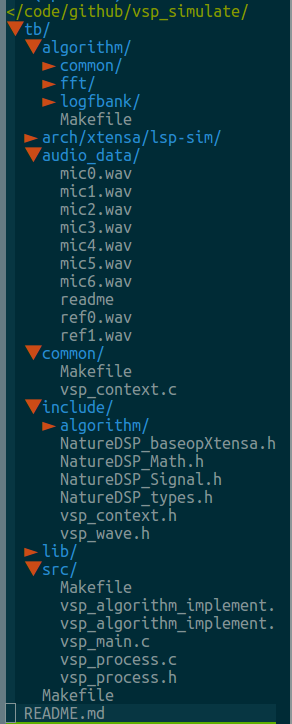 </code/github/vsp_simulate/
▼tb/
▼algorithm/
►common/
►fft/
►logfbank/
Makefile
►arch/xtensa/lsp-sim/
▼audio_data/
mic0.wav
mic1.wav
mic2.wav
mic3.wav
mic4.wav
mic5.wav
mic6.wav
readme
ref0.wav
ref1.wav
▼common/
Makefile
vsp_context.c
▼include/
►algorithm/
NatureDSP_baseopXtensa.h
NatureDSP_Math.h
NatureDSP_Signal.h
NatureDSP_types.h
vsp_context.h
vsp_wave.h
►lib/
▼src/
Makefile
vsp_algorithm_implement.
vsp_algorithm_implement.
vsp_main.c
vsp_process.c
vsp_process.h
Makefile
README.md